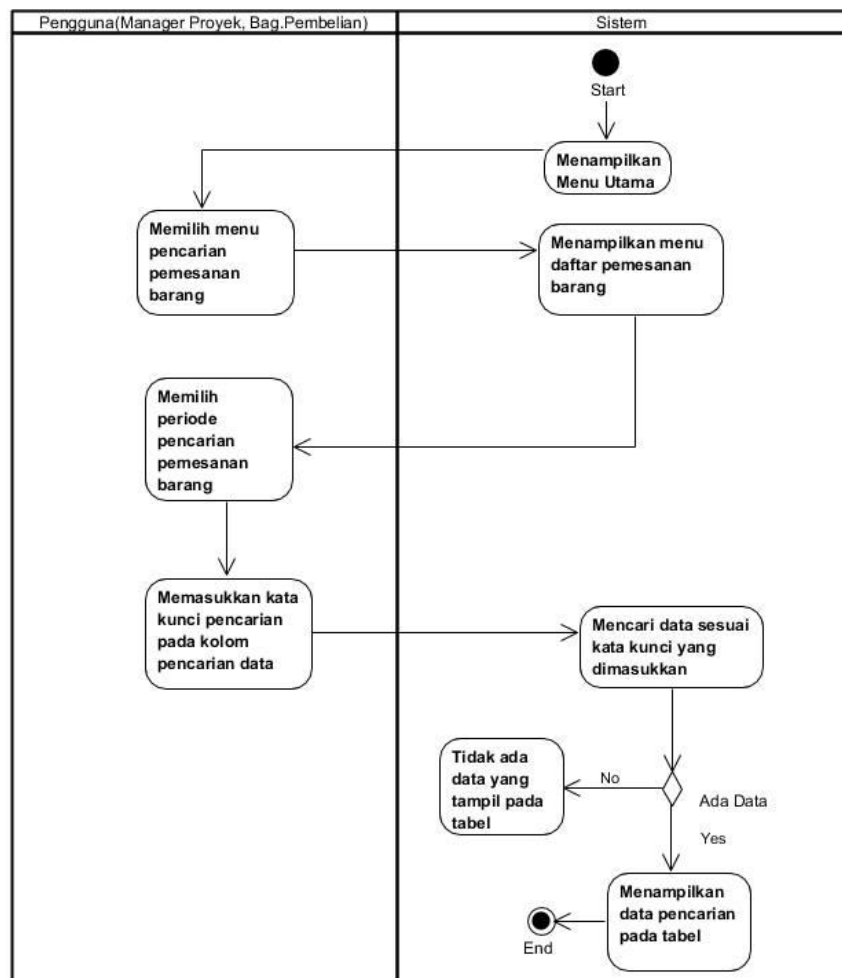 Pengguna(Manager Proyek, Bag.Pembelian)
Sistem
Start
Menampilkan
Menu Utama
Memilih menu
pencarian
pemesanan
barang
Menampilkan menu
daftar pemesanan
barang
Memilih
periode
pencarian
pemesanan
barang
Memasukkan kata
kunci pencarian
pada kolom
pencarian data
Mencari data sesuai
kata kunci yang
dimasukkan
Tidak ada
data yang
tampil pada
tabel
No
Ada Data
Yes
Menampilkan
data pencarian
pada tabel
End